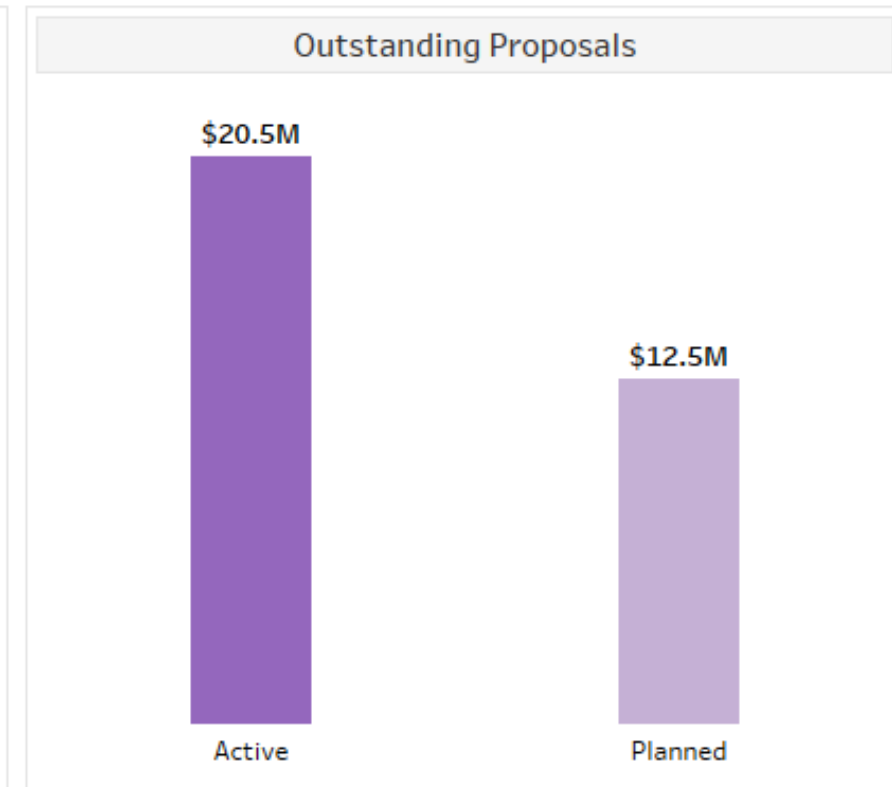 Outstanding Proposals
$20.5M
$12.5M
Active
Planned